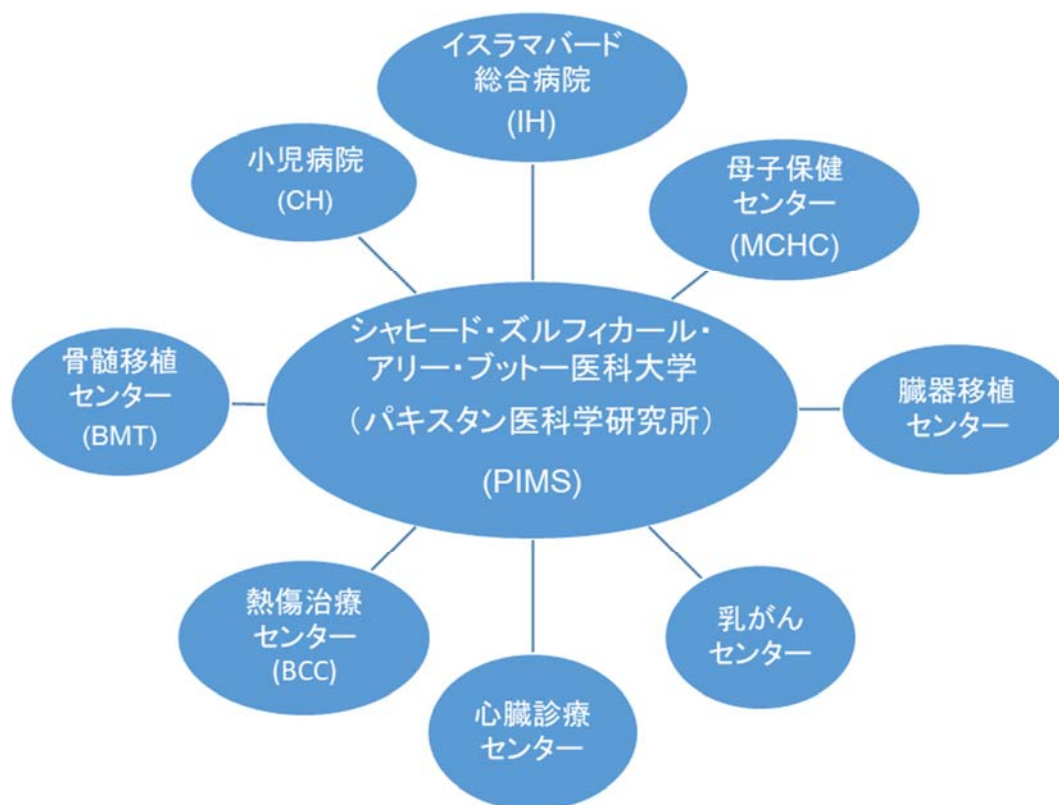 イスラマバード
総合病院
(IH)
小児病院
(CH)
母子保健
センター
(MCHC)
シャヒード・ズルフィカール・
アリー・ブットー医科大学
（パキスタン医科学研究所）
(PIMS)
骨髄移植
センター
(BMT)
臓器移植
センター
熱傷治療
センター
(BCC)
乳がん
センター
心臓診療
センター